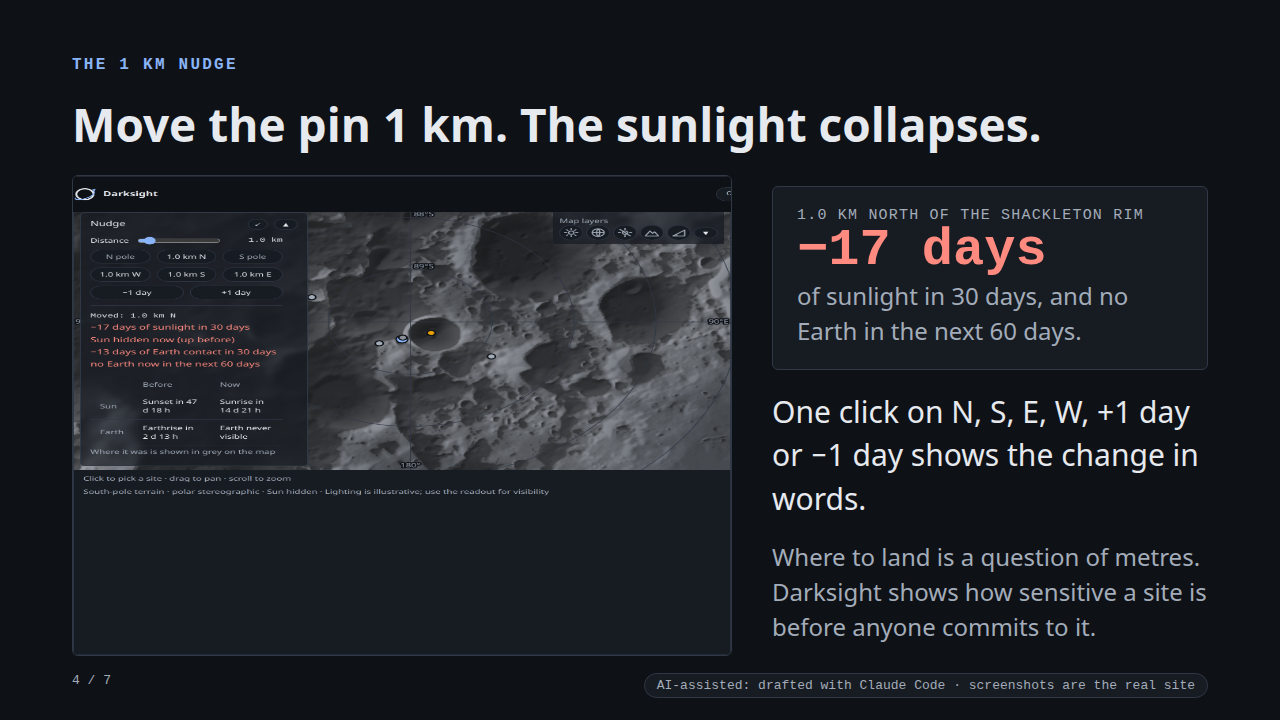 THE 1 KM NUDGE
Move the pin 1 km. The sunlight collapses.
Darksight
Nudge
Distance 1.0 km
N pole 1.0 km N S pole
1.0 km W 1.0 km S 1.0 km E
−1 day +1 day
Moved: 1.0 km N
−17 days of sunlight in 30 days
Sun hidden now (up before)
−13 days of Earth contact in 30 days
no Earth now in the next 60 days
Before Now
Sun Sunset in 47 d 18 h Sunrise in 14 d 21 h
Earth Earthrise in 2 d 13 h Earth never visible
Where it was is shown in grey on the map
88°S
Map layers
89°S
90°E
180°
Click to pick a site · drag to pan · scroll to zoom
South-pole terrain · polar stereographic · Sun hidden · Lighting is illustrative; use the readout for visibility
1.0 KM NORTH OF THE SHACKLETON RIM
−17 days
of sunlight in 30 days, and no
Earth in the next 60 days.
One click on N, S, E, W, +1 day
or −1 day shows the change in
words.
Where to land is a question of metres.
Darksight shows how sensitive a site is
before anyone commits to it.
4 / 7
AI-assisted: drafted with Claude Code · screenshots are the real site